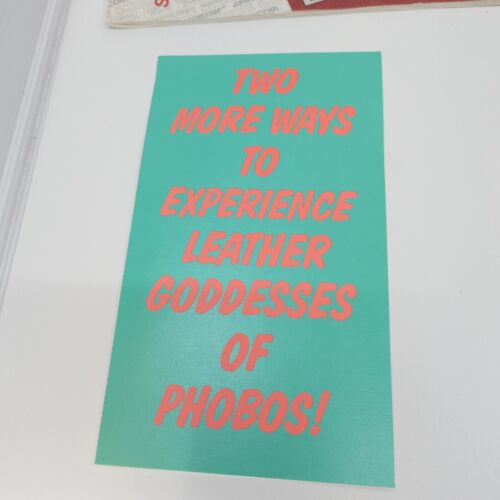 TWO
MORE WAYS
TO
EXPERIENCE
LEATHER
GODDESSES
OF
PHOBOS!